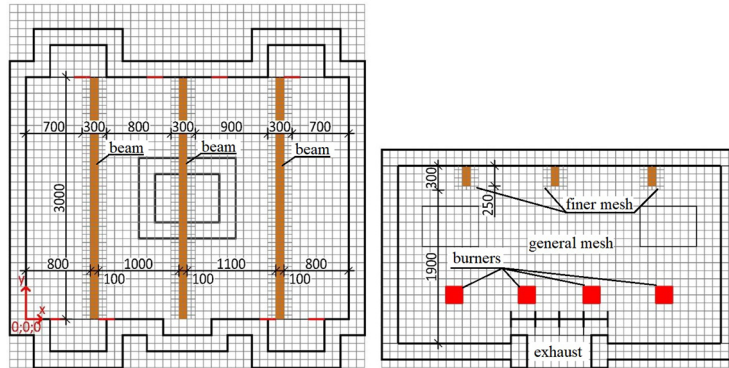 700 300 800 300 900 300 700
beam beam beam
3000
800 1000 1100 800
100 100 100
y
x
0;0;0
300
250
finer mesh
general mesh
1900
burners
exhaust